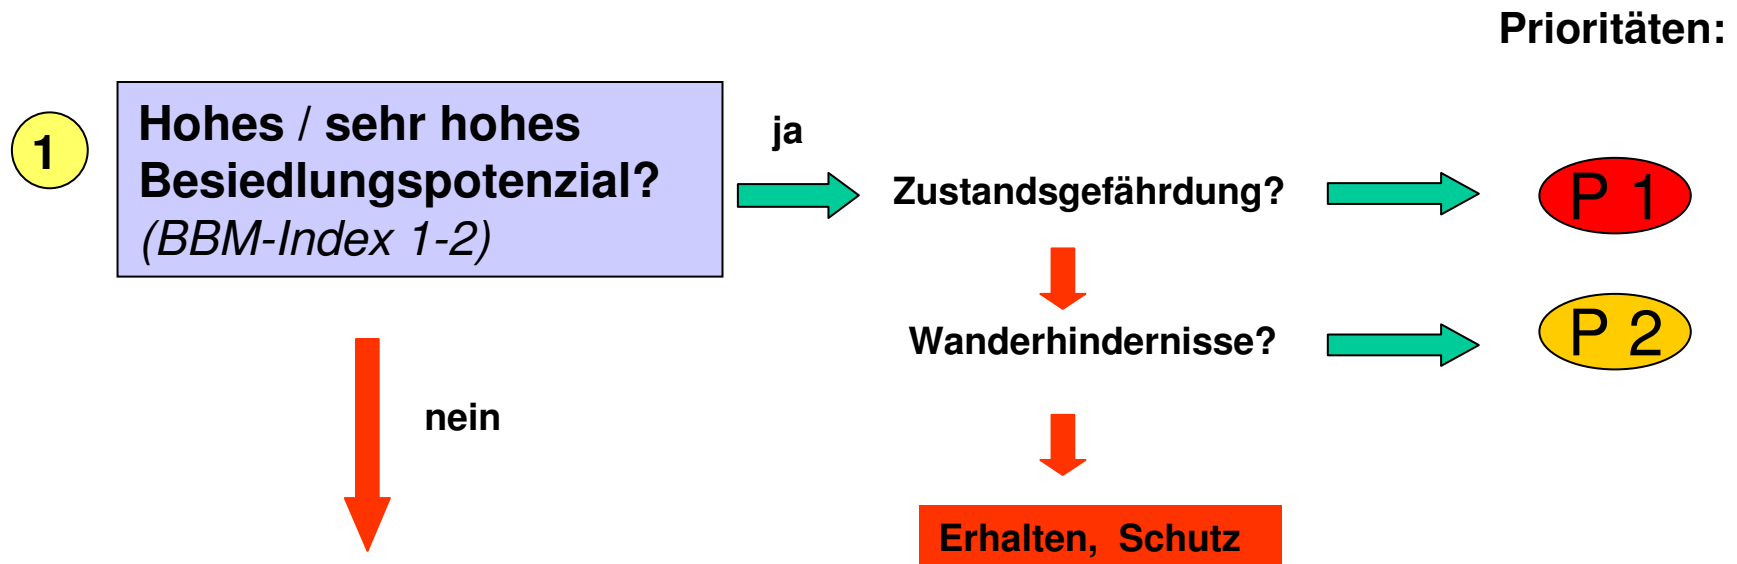 Prioritäten:
1
Hohes / sehr hohes
Besiedlungspotenzial?
(BBM-Index 1-2)
ja
Zustandsgefährdung?
P 1
Wanderhindernisse?
P 2
nein
Erhalten, Schutz